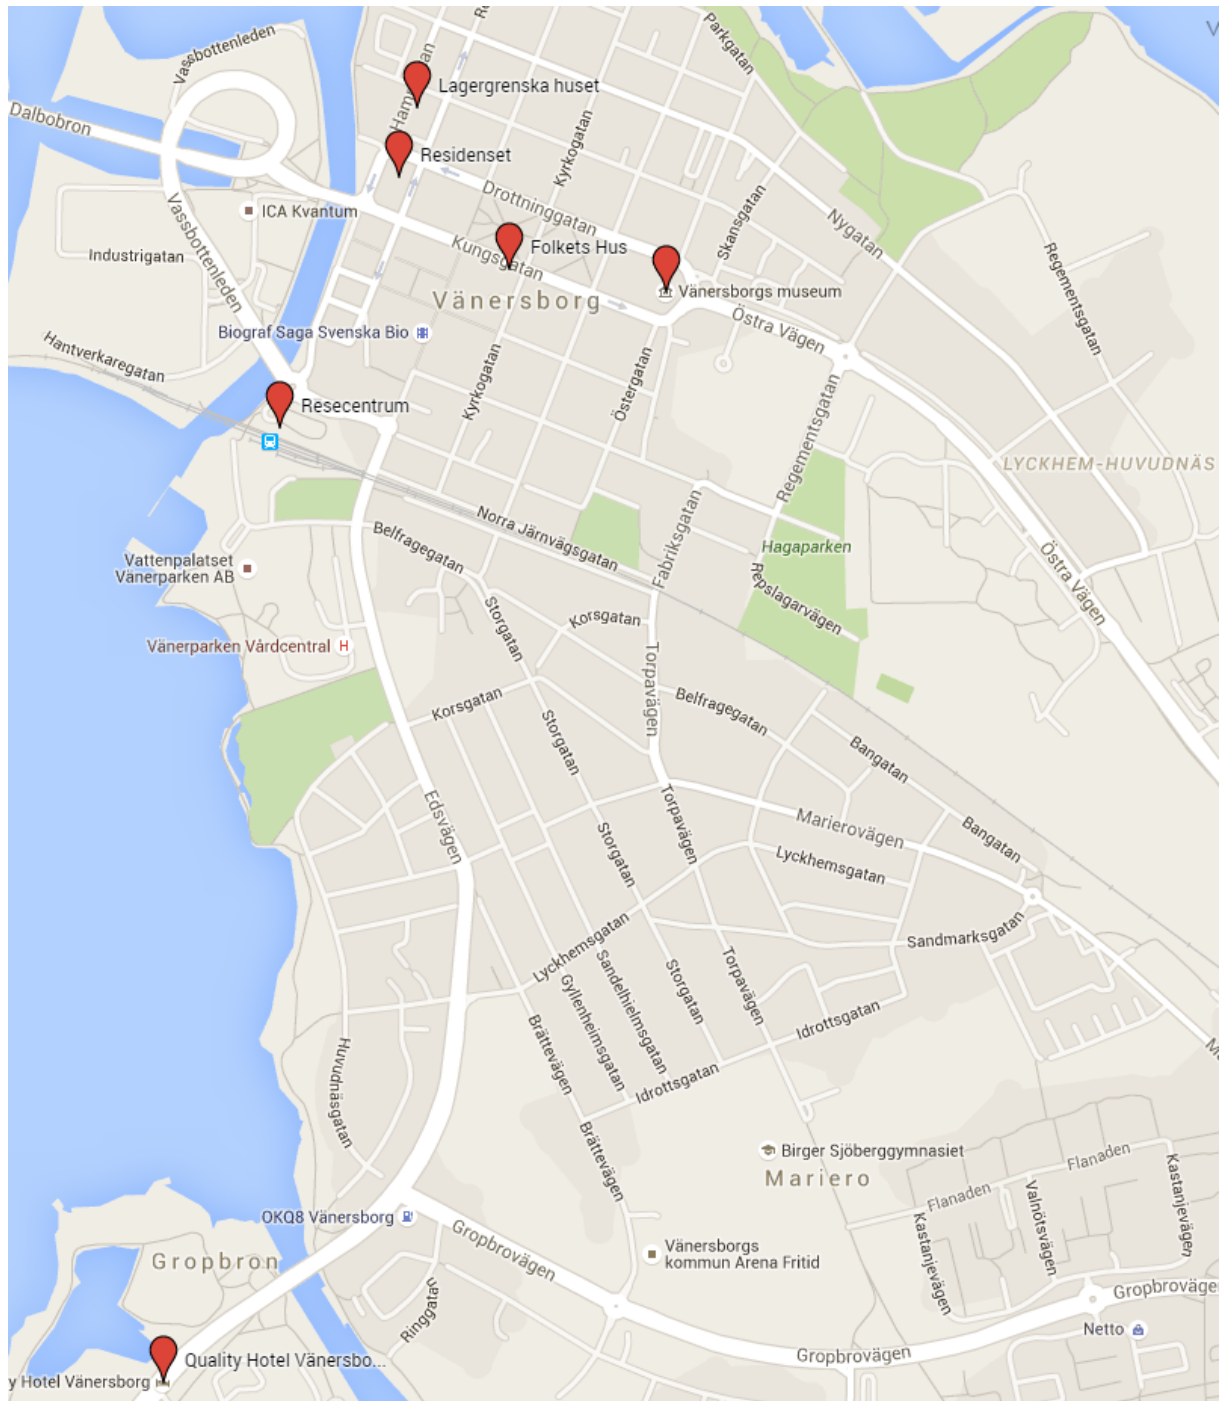 Vassbottenleden
Parkgatan
Lagergrenska huset
Dalbobron
Kyrkogatan
Residenset
Drottninggatan
Skansgatan
Nygatan
ICA Kvantum
Vassbottenleden
Kungsgatan
Folkets Hus
Industrigatan
Regementsgatan
Vänersborg
Vänersborgs museum
Östra Vägen
Biograf Saga Svenska Bio
Hantverkaregatan
Kyrkogatan
Östergatan
Resecentrum
Regementsgatan
LYCKHEM-HUVUDNÄS
Norra Järnvägsgatan
Fabriksgatan
Hagaparken
Belfragegatan
Vattenpalatset
Vänerparken AB
Östra Vägen
Repslagarvägen
Storgatan
Korsgatan
Vänerparken Vårdcentral
Torpavägen
Korsgatan
Belfragegatan
Storgatan
Bangatan
Edsvägen
Torpavägen
Marierovägen
Bangatan
Storgatan
Lyckhemsgatan
Lyckhemsgatan
Sandmarksgatan
Torpavägen
Storgatan
Sandelhielmsgatan
Gyllenheimsgatan
Brättevägen
Idrottsgatan
Huvudnäsgatan
Idrottsgatan
Brättevägen
Birger Sjöberggymnasiet
Mariero
Flanaden
Flanaden
Kastanjevägen
Valnötsvägen
Kastanjevägen
OKQ8 Vänersborg
Gropbrovägen
Vänersborgs
kommun Arena Fritid
Gropbron
Ringgatan
Gropbroväge
Netto
Gropbrovägen
Quality Hotel Vänersbo...
y Hotel Vänersborg